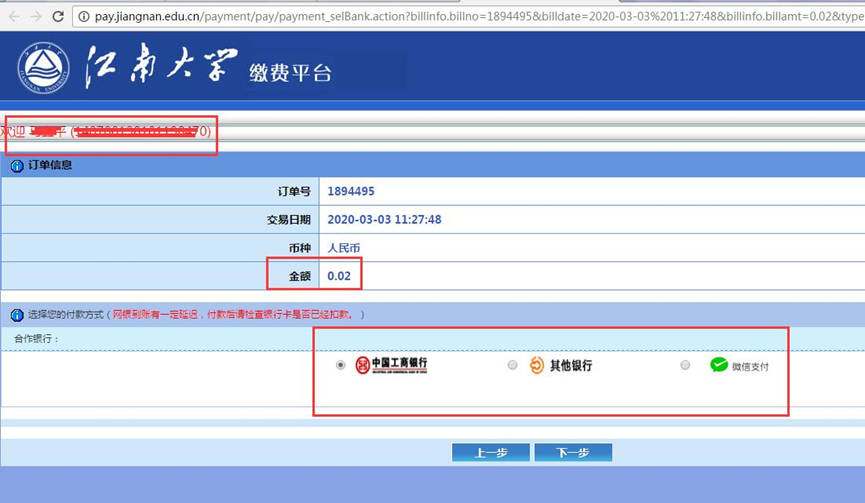 pay.jiangnan.edu.cn/payment/pay/payment_selBank.action?billinfo.billno=1894495&billdate=2020-03-03%2011:27:48&billinfo.billamt=0.02&type
江南大学 缴费平台
欢迎 平 ( 0)
订单信息
订单号 1894495
交易日期 2020-03-03 11:27:48
币种 人民币
金额 0.02
选择您的付款方式（网银到账有一定延迟，付款后请检查银行卡是否已经扣款。）
合作银行：
中国工商银行 其他银行 微信支付
上一步 下一步